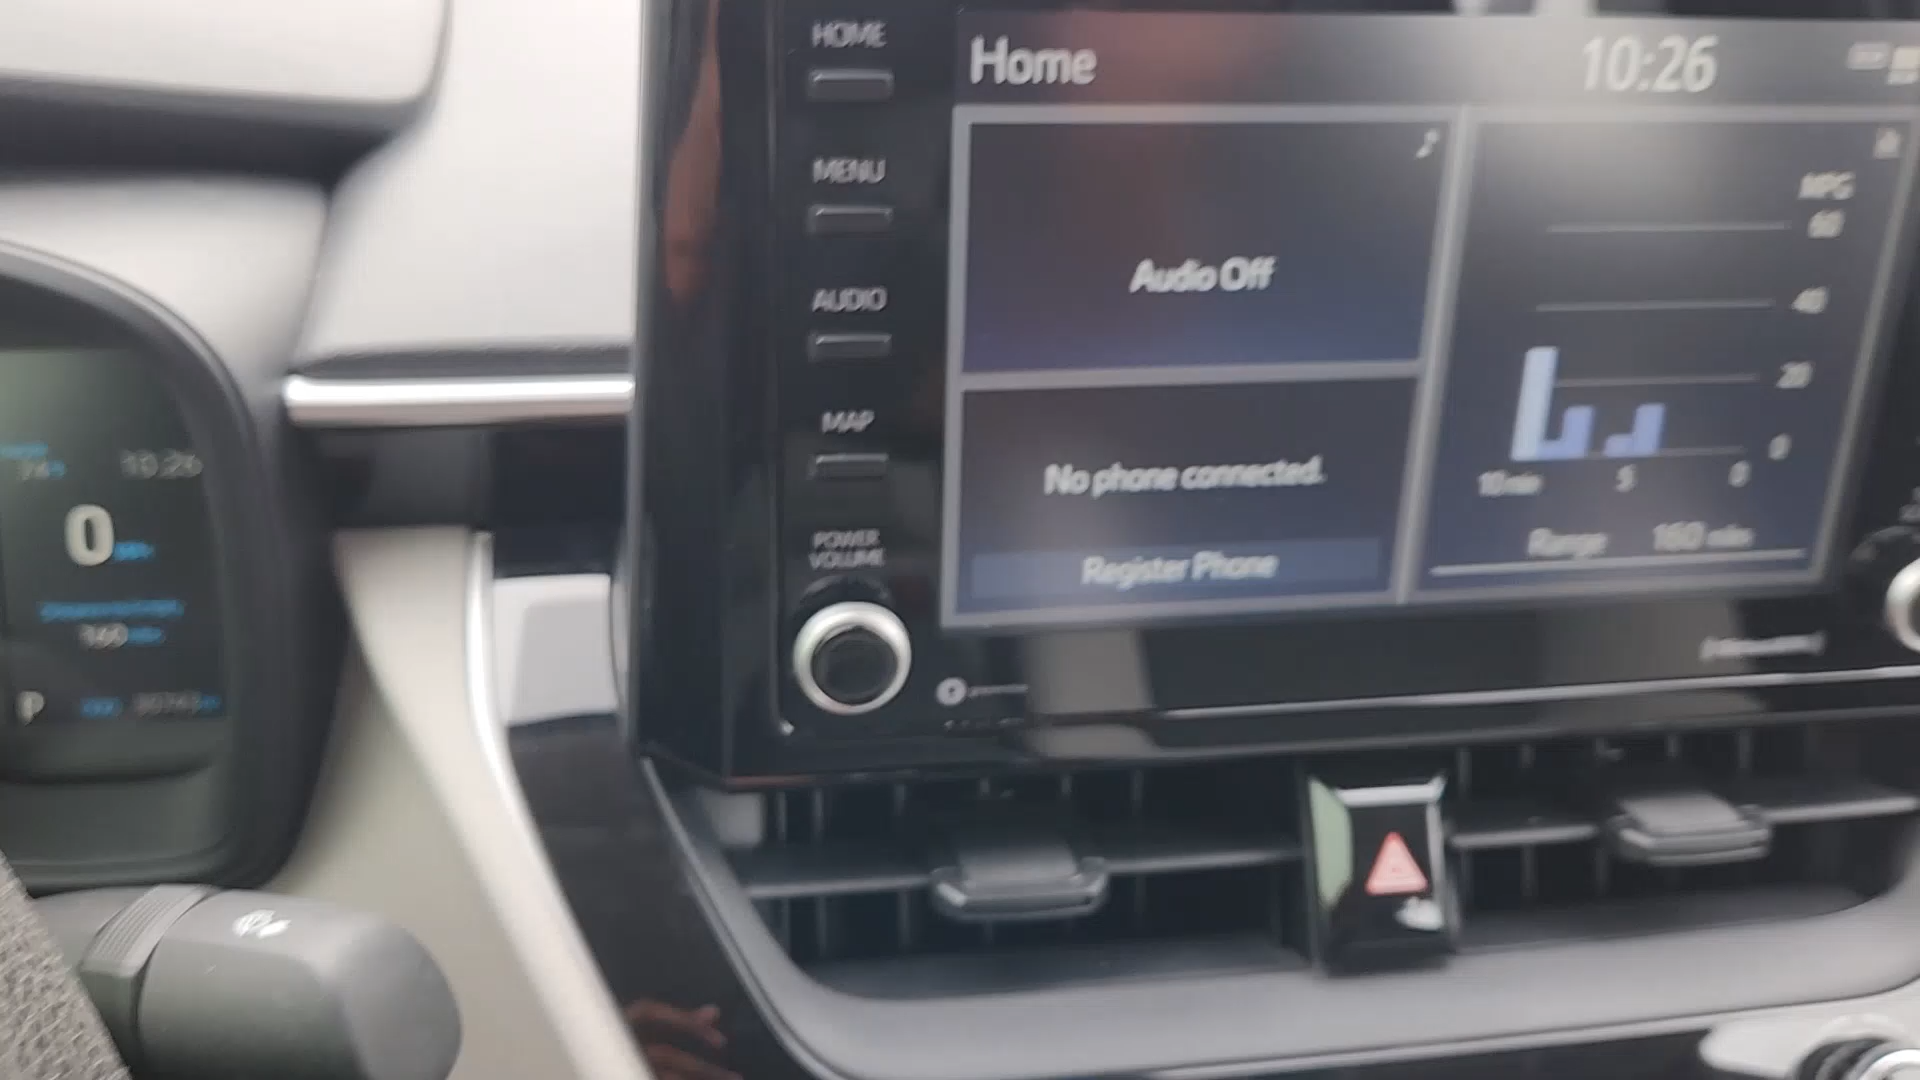 HOME
Home
10:26
MENU
MPG
60
AUDIO
Audio Off
40
20
MAP
0
10:26
No phone connected.
10 min
5
0
0
POWER
VOLUME
Range 160 miles
Register Phone
160
P